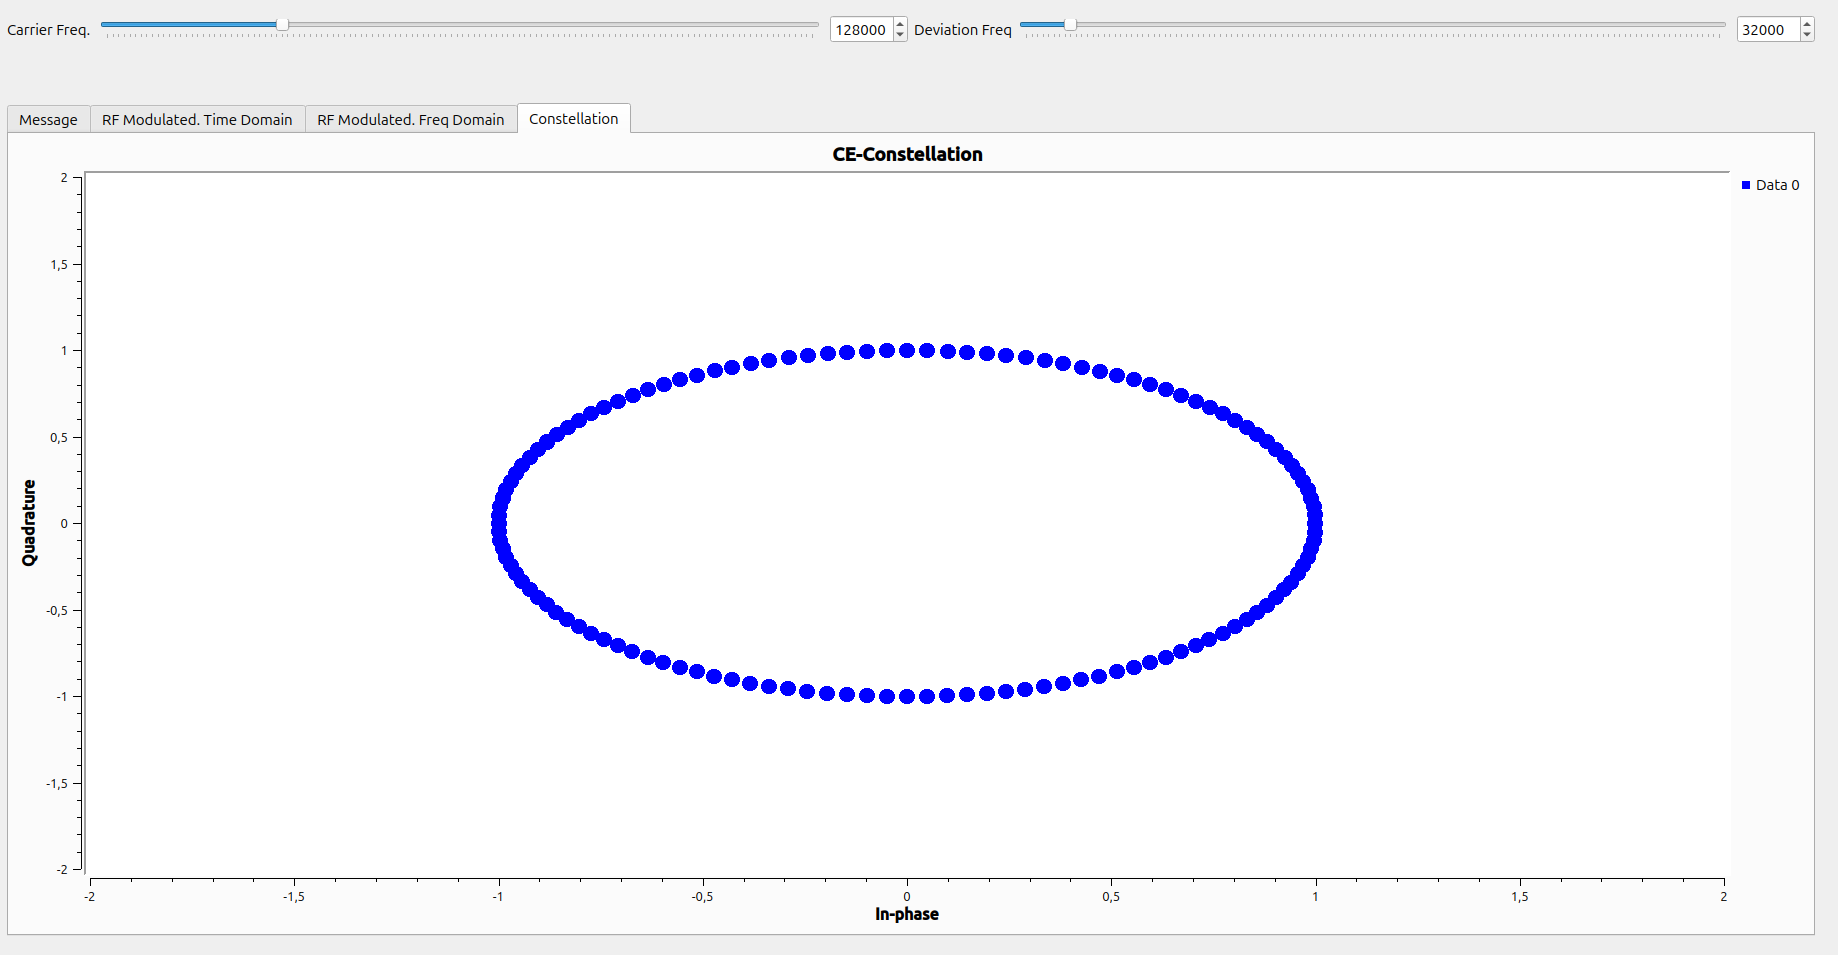 Carrier Freq. 128000 Deviation Freq 32000
Message RF Modulated. Time Domain RF Modulated. Freq Domain Constellation
CE-Constellation
Data 0
Quadrature
2
1,5
1
0,5
0
-0,5
-1
-1,5
-2
-2 -1,5 -1 -0,5 0 0,5 1 1,5 2
In-phase